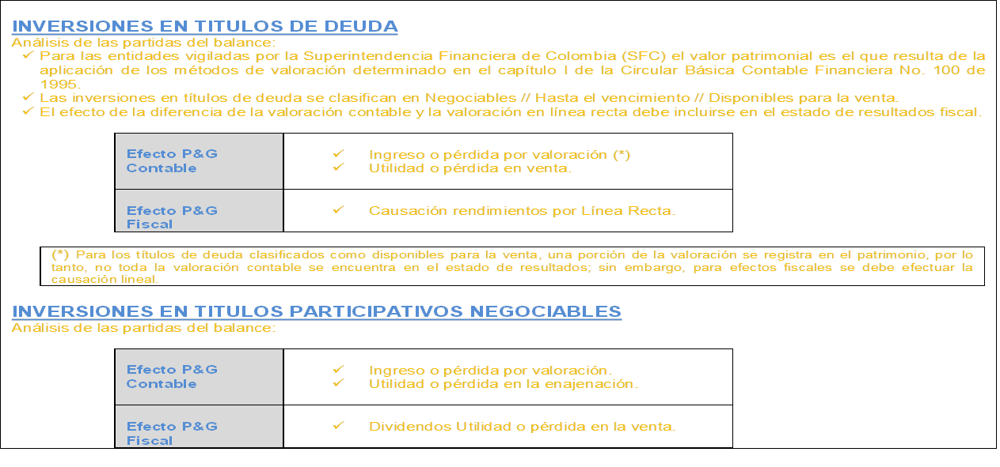 INVERSIONES EN TITULOS DE DEUDA
Análisis de las partidas del balance:
✓ Para las entidades vigiladas por la Superintendencia Financiera de Colombia (SFC) el valor patrimonial es el que resulta de la
aplicación de los métodos de valoración determinado en el capítulo I de la Circular Básica Contable Financiera No. 100 de
1995.
✓ Las inversiones en títulos de deuda se clasifican en Negociables // Hasta el vencimiento // Disponibles para la venta.
✓ El efecto de la diferencia de la valoración contable y la valoración en línea recta debe incluirse en el estado de resultados fiscal.
Efecto P&G
Contable
✓ Ingreso o pérdida por valoración (*)
✓ Utilidad o pérdida en venta.
Efecto P&G
Fiscal
✓ Causación rendimientos por Línea Recta.
(*) Para los títulos de deuda clasificados como disponibles para la venta, una porción de la valoración se registra en el patrimonio, por lo
tanto, no toda la valoración contable se encuentra en el estado de resultados; sin embargo, para efectos fiscales se debe efectuar la
causación lineal.
INVERSIONES EN TITULOS PARTICIPATIVOS NEGOCIABLES
Análisis de las partidas del balance:
Efecto P&G
Contable
✓ Ingreso o pérdida por valoración.
✓ Utilidad o pérdida en la enajenación.
Efecto P&G
Fiscal
✓ Dividendos Utilidad o pérdida en la venta.